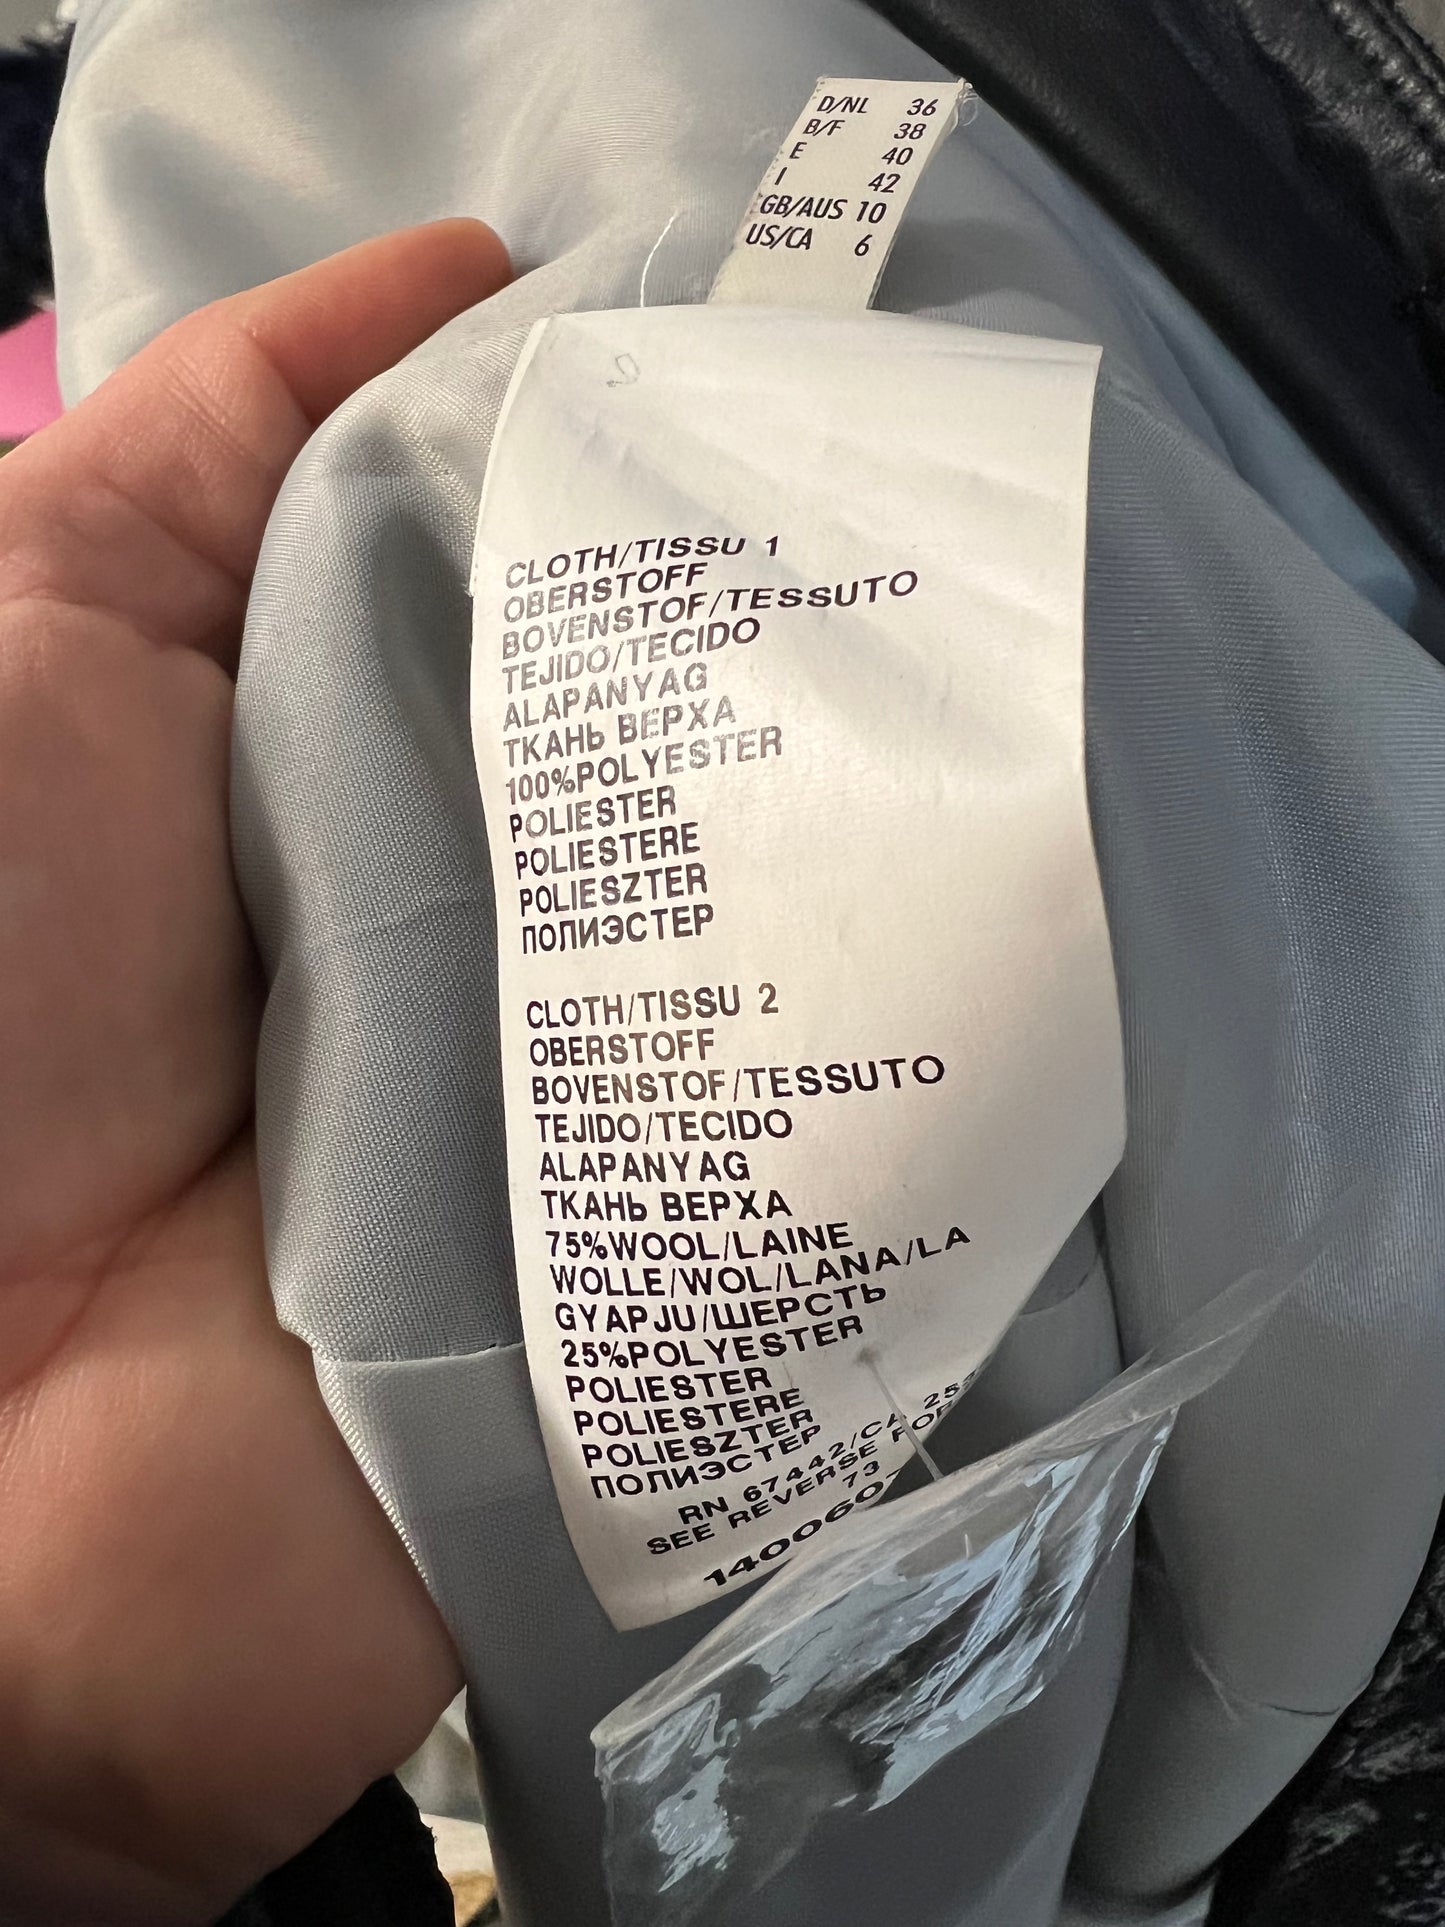 D/NL 36
B/F 38
E 40
I 42
GB/AUS 10
US/CA 6
CLOTH/TISSU 1
OBERSTOFF
BOVENSTOF/TESSUTO
TEJIDO/TECIDO
ALAPANYAG
ТКАНЬ ВЕРХА
100%POLYESTER
POLIESTER
POLIESTERE
POLIESZTER
ПОЛИЭСТЕР
CLOTH/TISSU 2
OBERSTOFF
BOVENSTOF/TESSUTO
TEJIDO/TECIDO
ALAPANYAG
ТКАНЬ ВЕРХА
75%WOOL/LAINE
WOLLE/WOL/LANA/LA
GYAPJU/ШЕРСТЬ
25%POLYESTER
POLIESTER
POLIESTERE
POLIESZTER
ПОЛИЭСТЕР
RN 67442/CA
SEE REVERSE FOR
73